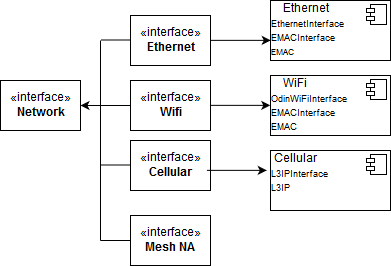 «interface»
Network
«interface»
Ethernet
«interface»
Wifi
«interface»
Cellular
«interface»
Mesh NA
Ethernet
EthernetInterface
EMACInterface
EMAC
WiFi
OdinWiFiInterface
EMACInterface
EMAC
Cellular
L3IPInterface
L3IP